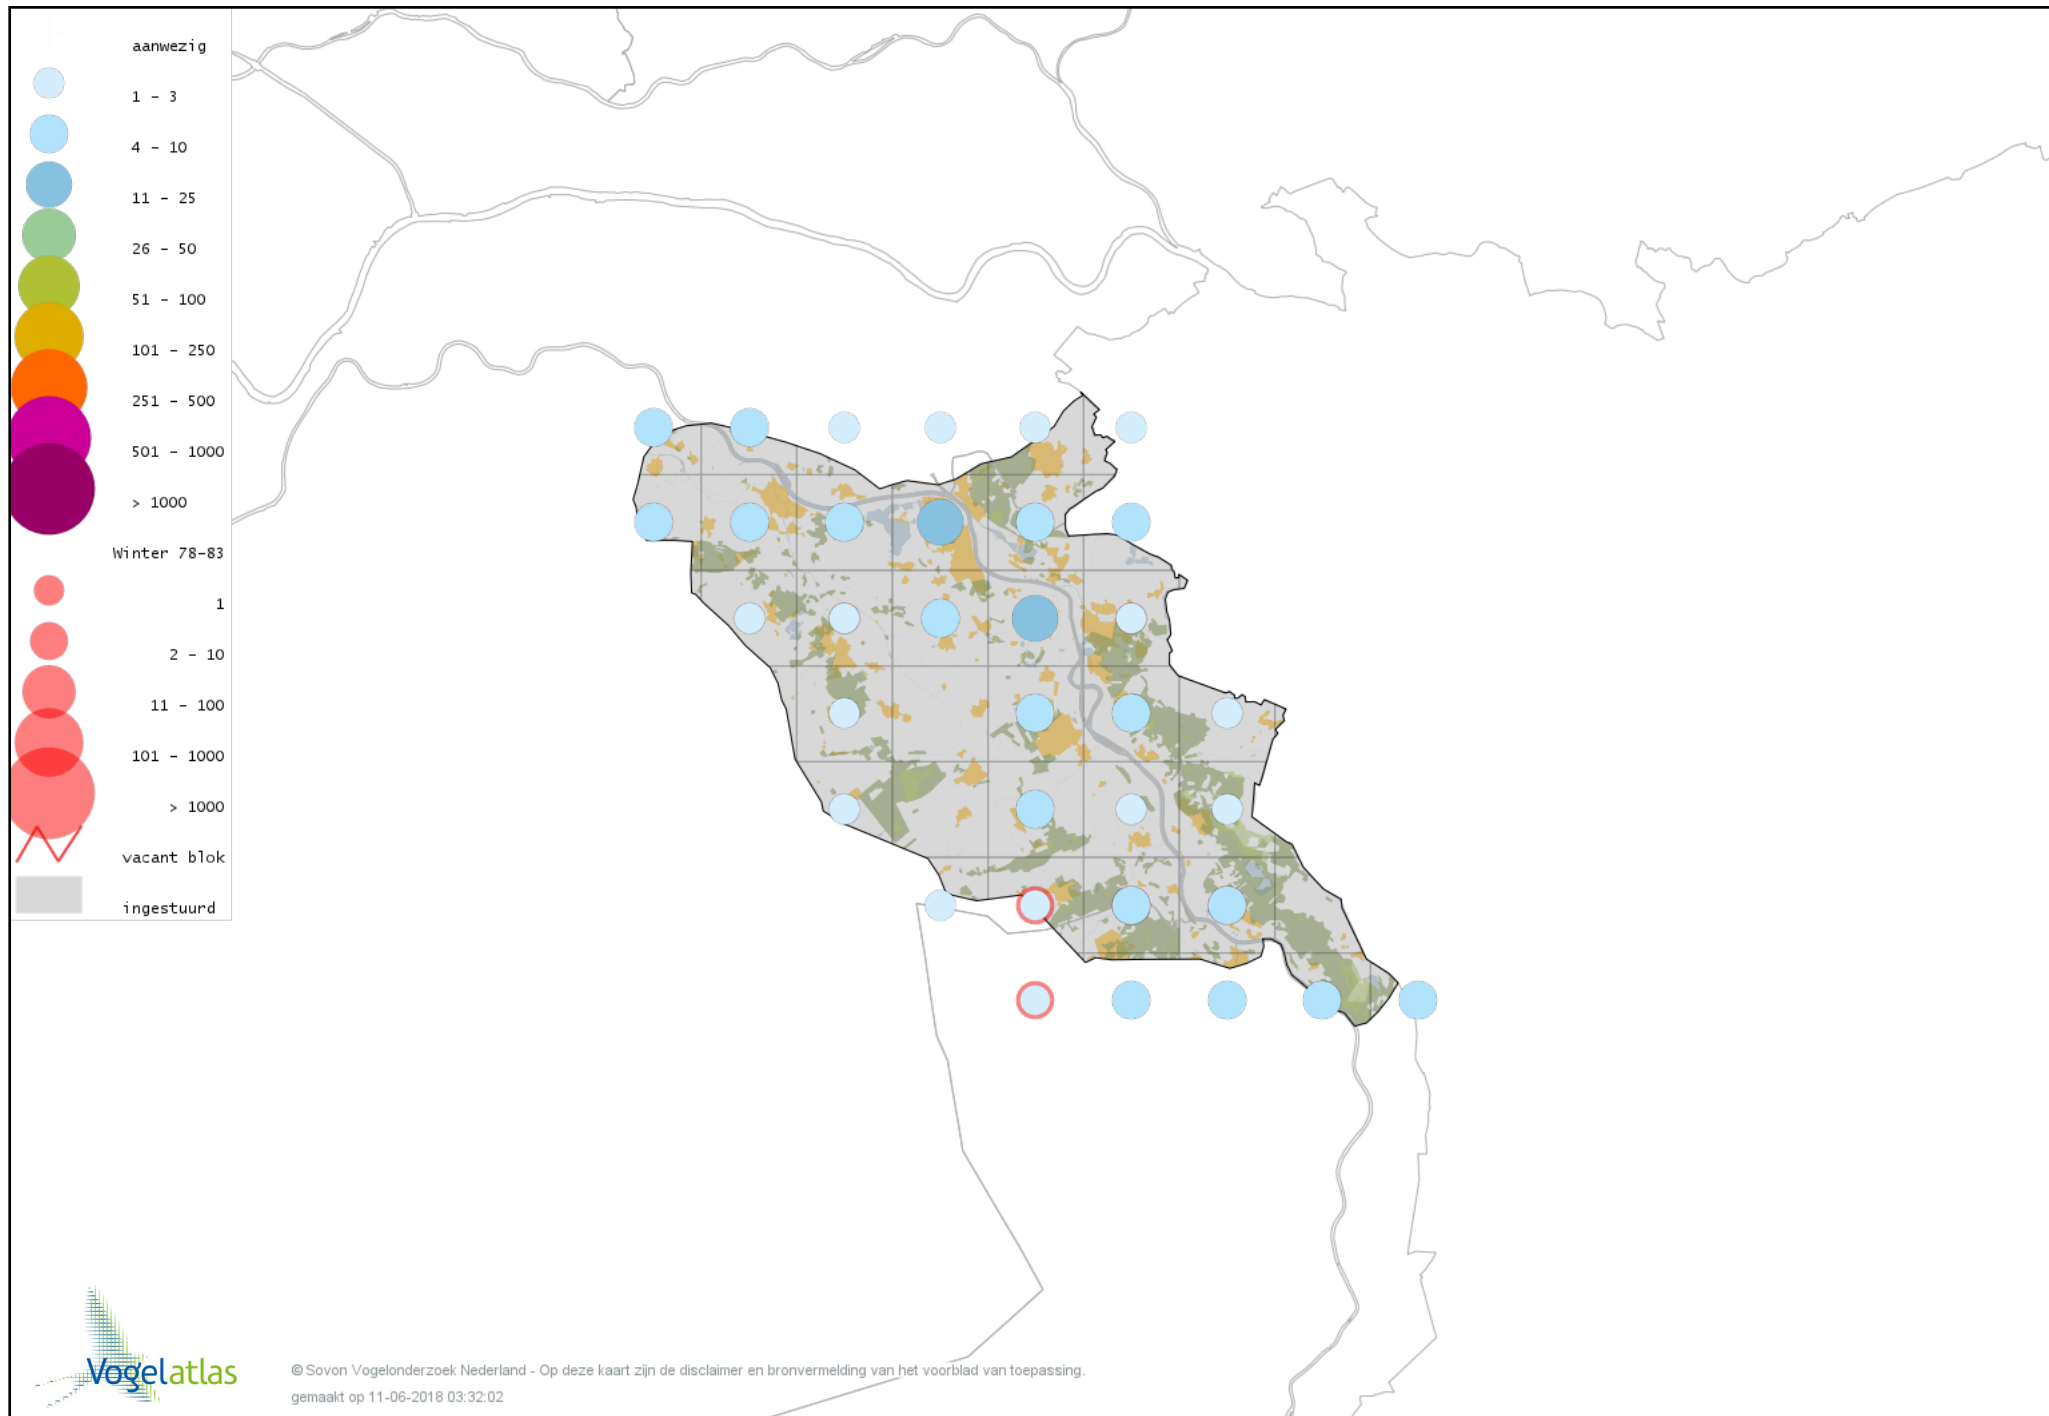 aanwezig
1 - 3
4 - 10
11 - 25
26 - 50
51 - 100
101 - 250
251 - 500
501 - 1000
> 1000
Winter 78-83
1
2 - 10
11 - 100
101 - 1000
> 1000
vacant blok
ingestuurd
Vogelatlas
© Sovon Vogelonderzoek Nederland - Op deze kaart zijn de disclaimer en bronvermelding van het voorblad van toepassing.
gemaakt op 11-06-2018 03:32:02